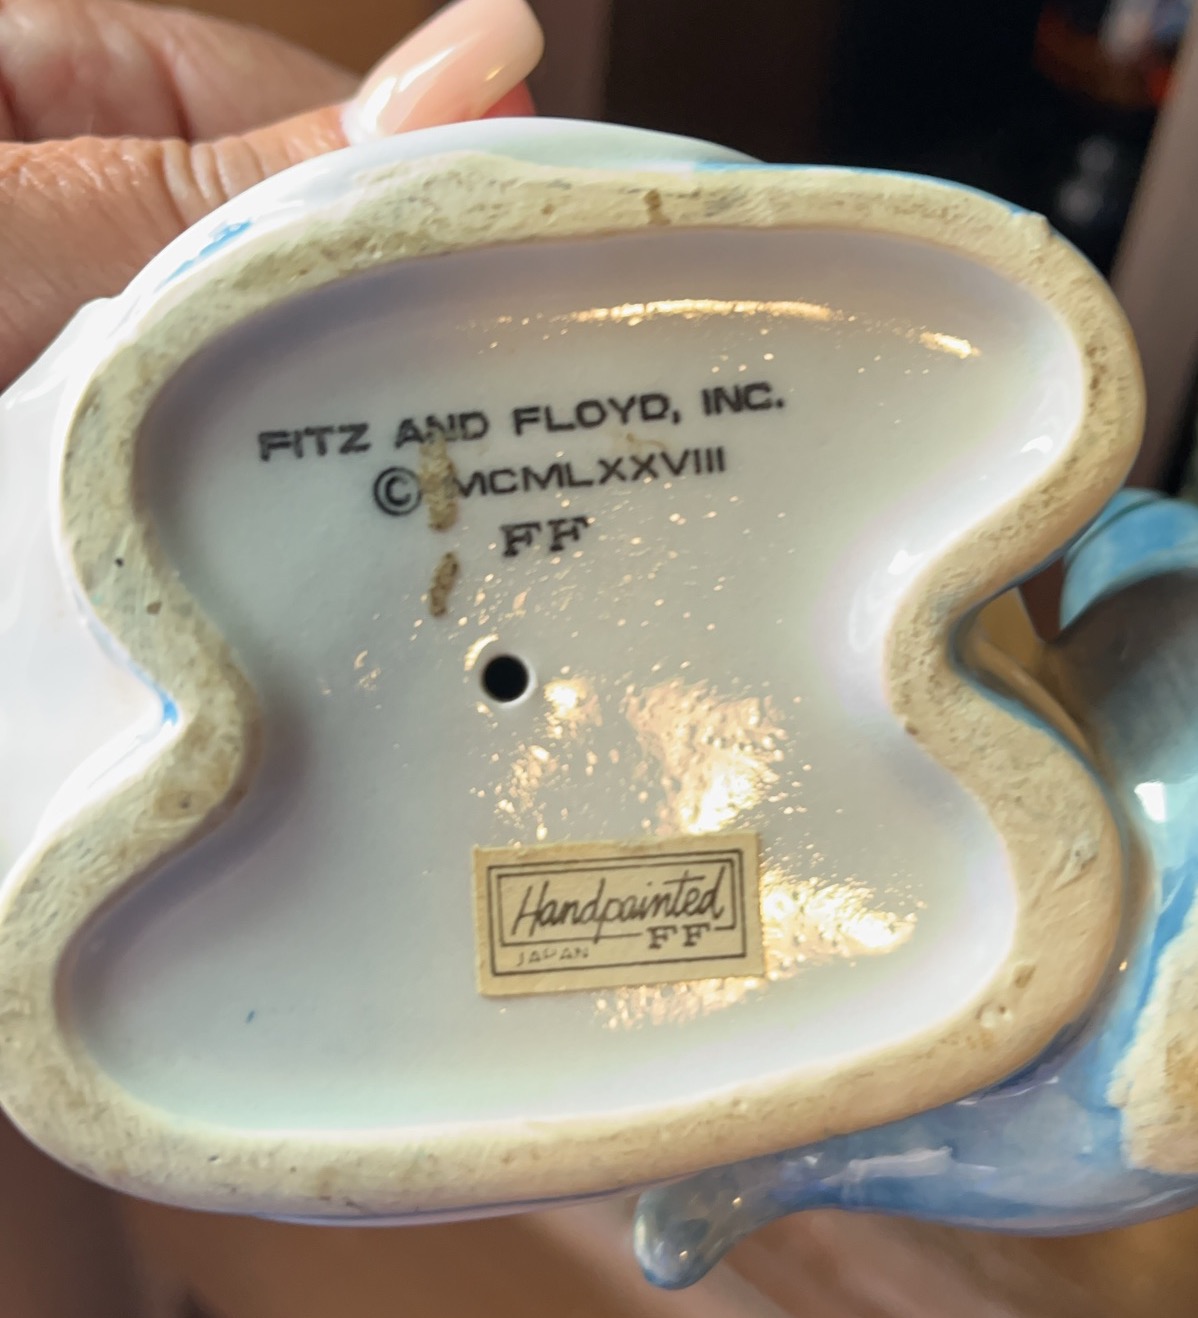 FITZ AND FLOYD, INC.
© MCMLXXVIII
FF
Handpainted
FF
JAPAN